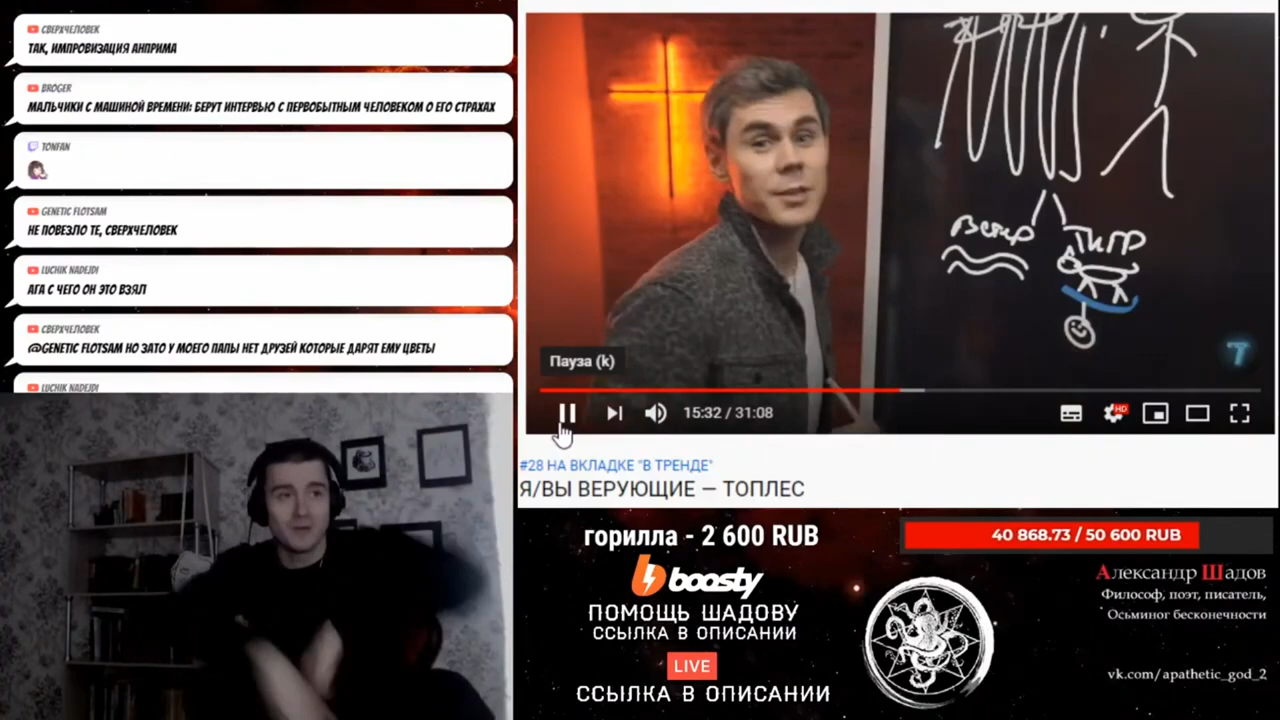 СВЕРХЧЕЛОВЕК
ТАК, ИМПРОВИЗАЦИЯ АНПРИМА
BROGER
МАЛЬЧИКИ С МАШИНОЙ ВРЕМЕНИ: БЕРУТ ИНТЕРВЬЮ С ПЕРВОБЫТНЫМ ЧЕЛОВЕКОМ О ЕГО СТРАХАХ
TONFAN
GENETIC FLOTSAM
НЕ ПОВЕЗЛО ТЕ, СВЕРХЧЕЛОВЕК
LUCHIK NADEJDI
АГА С ЧЕГО ОН ЭТО ВЗЯЛ
СВЕРХЧЕЛОВЕК
@GENETIC FLOTSAM НО ЗАТО У МОЕГО ПАПЫ НЕТ ДРУЗЕЙ КОТОРЫЕ ДАРЯТ ЕМУ ЦВЕТЫ
LUCHIK NADEJDI
ветер
ТИГР
Пауза (k)
15:32 / 31:08
HD
#28 НА ВКЛАДКЕ "В ТРЕНДЕ"
Я/ВЫ ВЕРУЮЩИЕ — ТОПЛЕС
горилла - 2 600 RUB
boosty
ПОМОЩЬ ШАДОВУ
ССЫЛКА В ОПИСАНИИ
LIVE
ССЫЛКА В ОПИСАНИИ
40 868.73 / 50 600 RUB
Александр Шадов
Философ, поэт, писатель,
Осьминог бесконечности
vk.com/apathetic_god_2